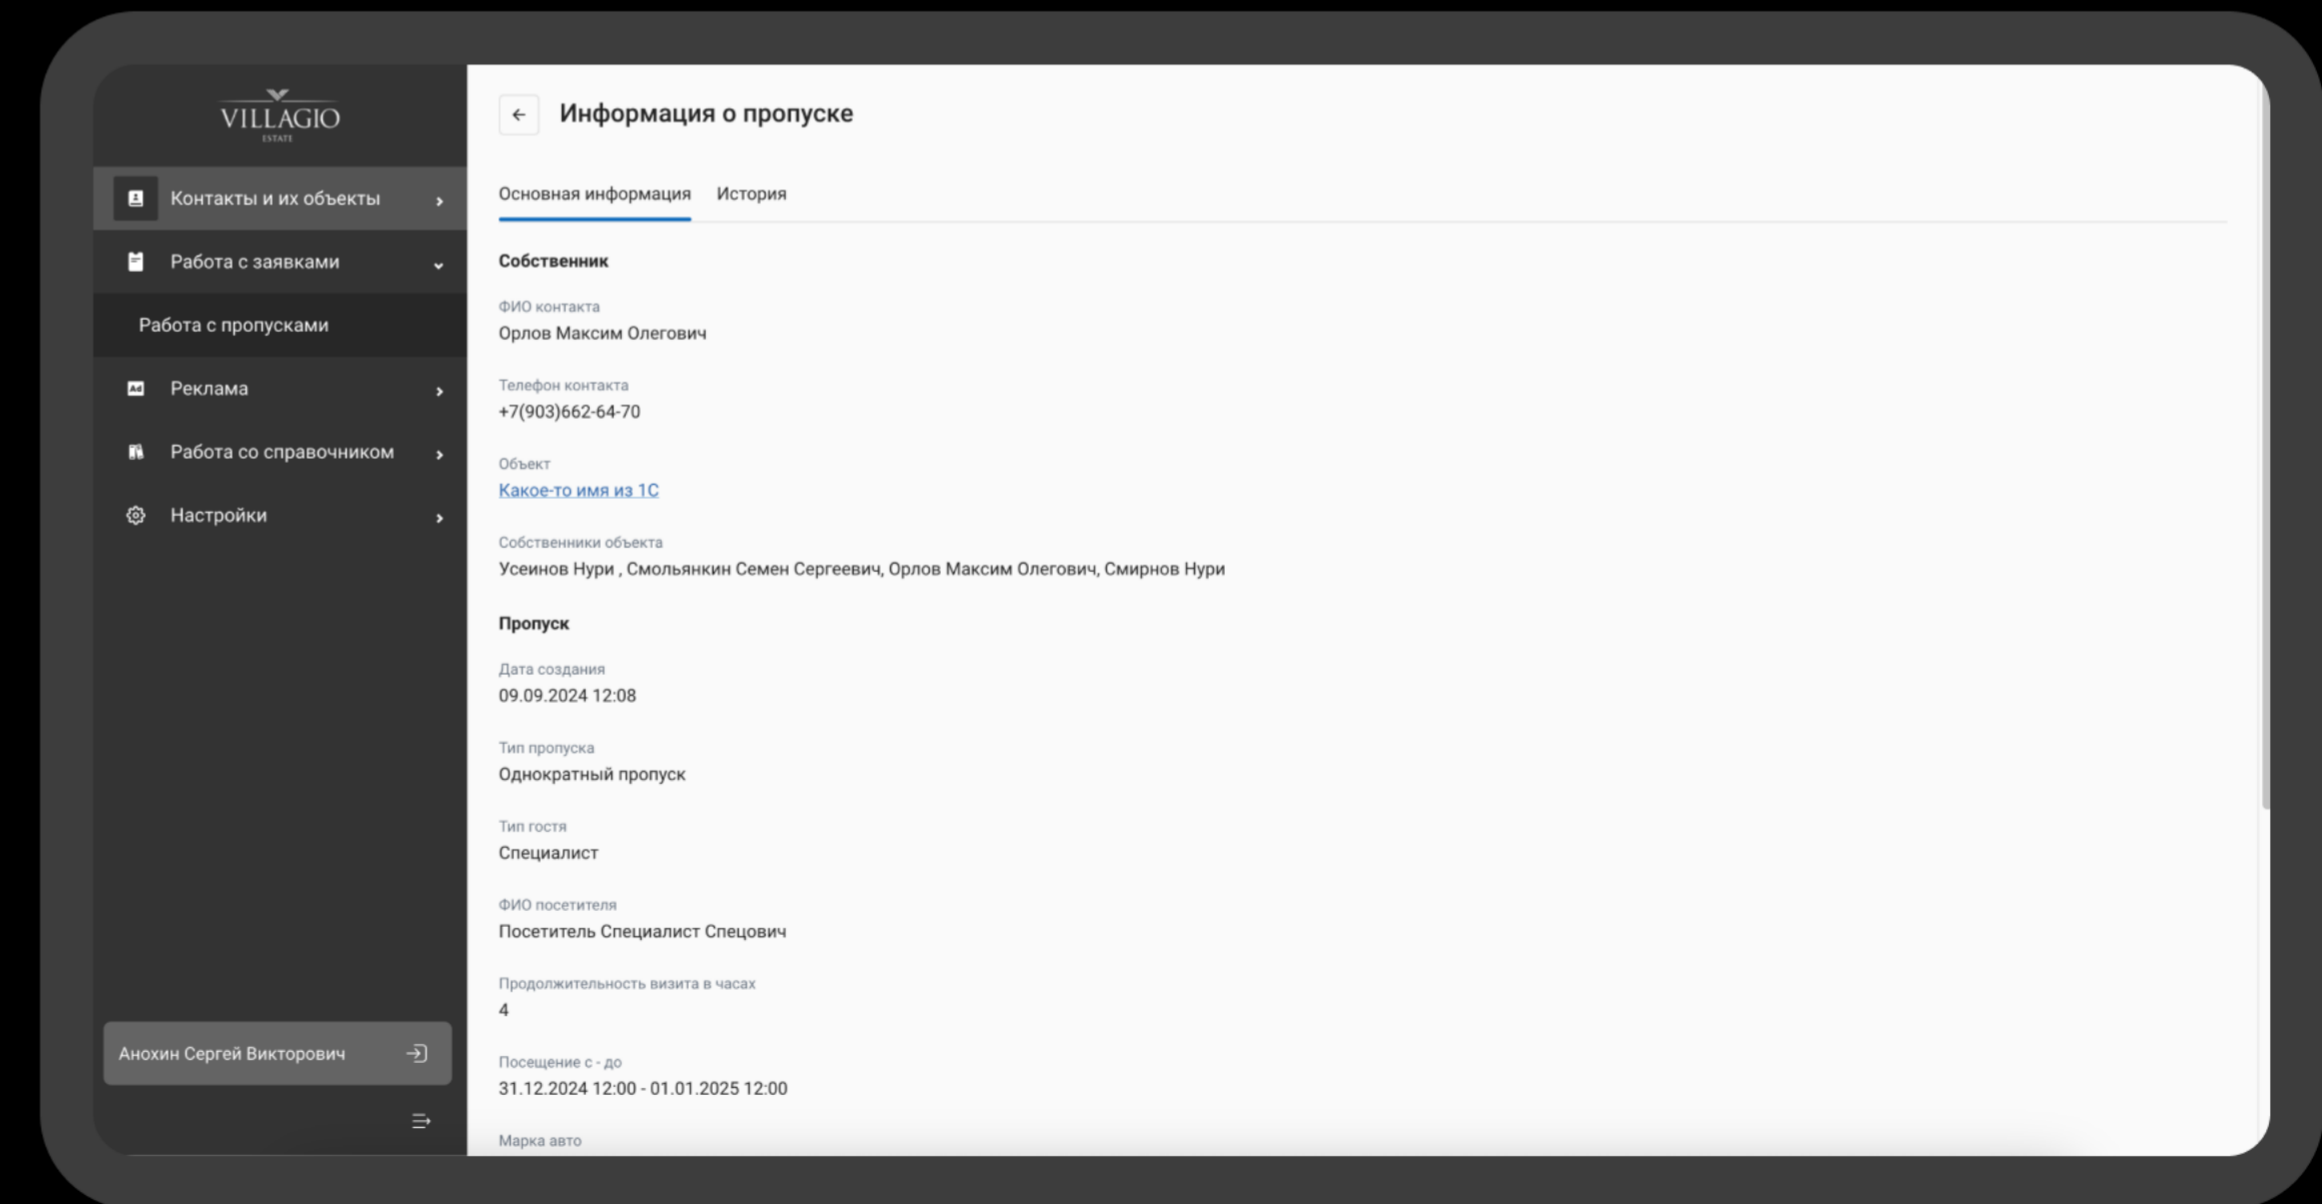 VILLAGIO
ESTATE
Контакты и их объекты
Работа с заявками
Работа с пропусками
Ad
Реклама
Работа со справочником
Настройки
Анохин Сергей Викторович
Информация о пропуске
Основная информация История
Собственник
ФИО контакта
Орлов Максим Олегович
Телефон контакта
+7(903)662-64-70
Объект
Какое-то имя из 1С
Собственники объекта
Усеинов Нури , Смольянкин Семен Сергеевич, Орлов Максим Олегович, Смирнов Нури
Пропуск
Дата создания
09.09.2024 12:08
Тип пропуска
Однократный пропуск
Тип гостя
Специалист
ФИО посетителя
Посетитель Специалист Спецович
Продолжительность визита в часах
4
Посещение с - до
31.12.2024 12:00 - 01.01.2025 12:00
Марка авто